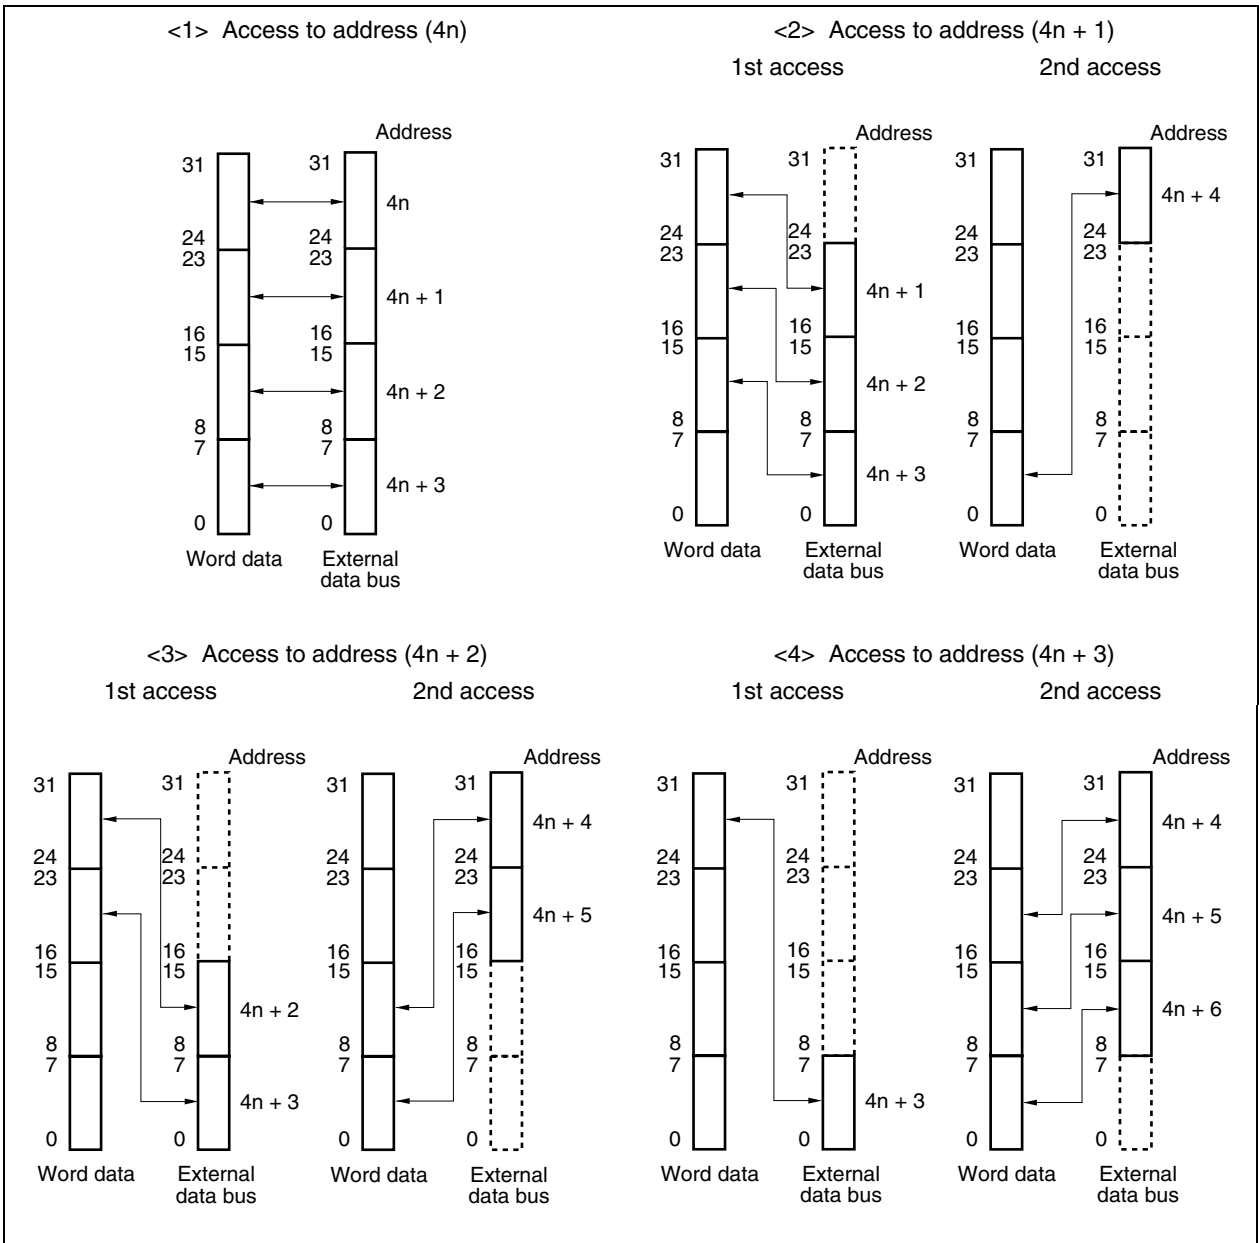 <1> Access to address (4n)
Address
31 31
4n
24 24
23 23
4n + 1
16 16
15 15
4n + 2
8 8
7 7
4n + 3
0 0
Word data External
data bus
<2> Access to address (4n + 1)
1st access 2nd access
Address Address
31 31 31 31
4n + 4
24 24 24 24
23 23 23 23
4n + 1
16 16 16 16
15 15 15 15
4n + 2
8 8 8 8
7 7 7 7
4n + 3
0 0 0 0
Word data External Word data External
data bus data bus
<3> Access to address (4n + 2)
1st access 2nd access
Address Address
31 31 31 31
4n + 4
24 24 24 24
23 23 23 23
4n + 5
16 16 16 16
15 15 15 15
4n + 2
8 8 8 8
7 7 7 7
4n + 3
0 0 0 0
Word data External Word data External
data bus data bus
<4> Access to address (4n + 3)
1st access 2nd access
Address Address
31 31 31 31
4n + 4
24 24 24 24
23 23 23 23
4n + 5
16 16 16 16
15 15 15 15
4n + 6
8 8 8 8
7 7 7 7
4n + 3
0 0 0 0
Word data External Word data External
data bus data bus